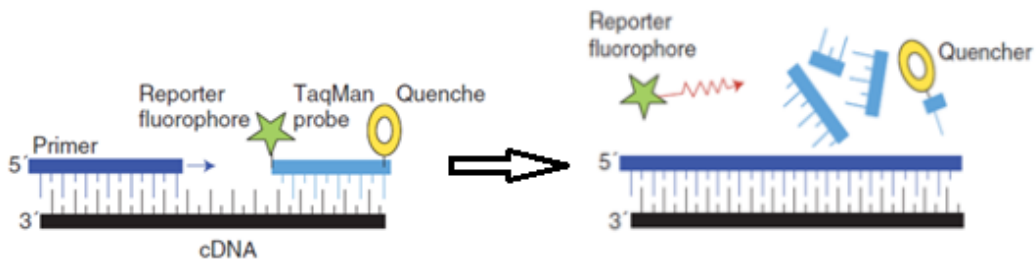 Reporter
fluorophore
TaqMan
probe
Quenche
Primer
5´
3´
cDNA
Reporter
fluorophore
Quencher
5´
3´